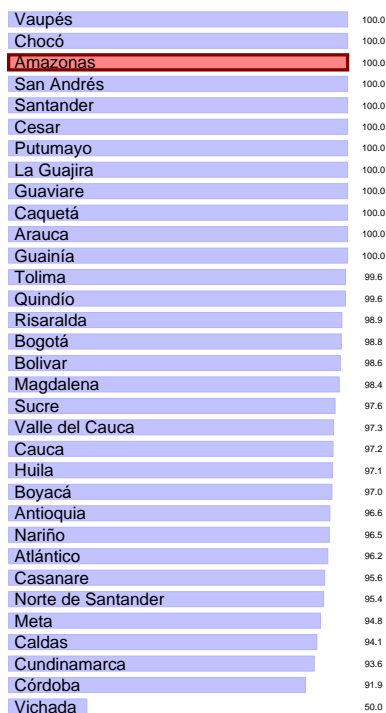 Vaupés 100.0
Chocó 100.0
Amazonas 100.0
San Andrés 100.0
Santander 100.0
Cesar 100.0
Putumayo 100.0
La Guajira 100.0
Guaviare 100.0
Caquetá 100.0
Arauca 100.0
Guainía 100.0
Tolima 99.6
Quindío 99.6
Risaralda 98.9
Bogotá 98.8
Bolivar 98.6
Magdalena 98.4
Sucre 97.6
Valle del Cauca 97.3
Cauca 97.2
Huila 97.1
Boyacá 97.0
Antioquia 96.6
Nariño 96.5
Atlántico 96.2
Casanare 95.6
Norte de Santander 95.4
Meta 94.8
Caldas 94.1
Cundinamarca 93.6
Córdoba 91.9
Vichada 50.0